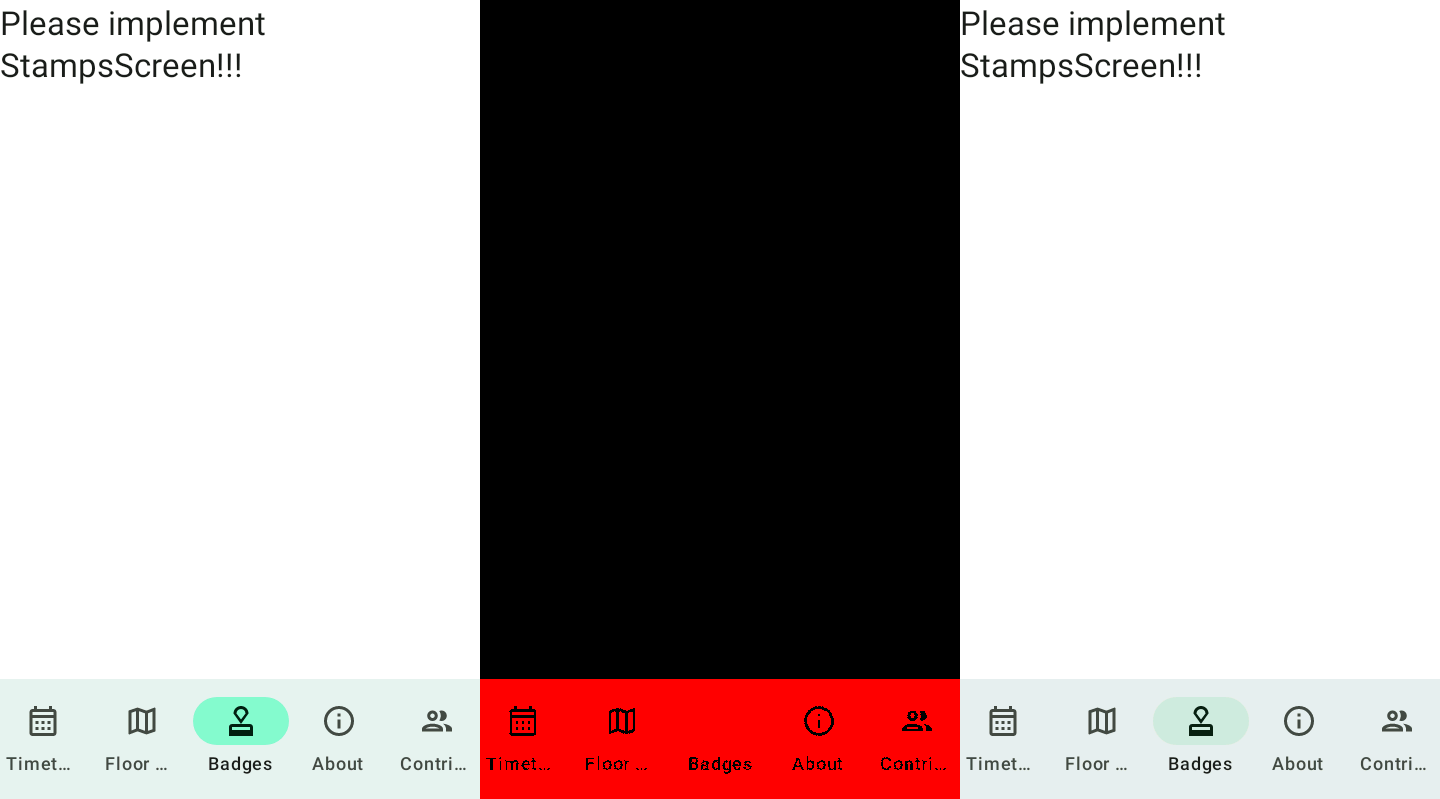 Please implement
StampsScreen!!!
Timet… Floor … Badges About Contri…
Timet… Floor … Badges About Contri…
Please implement
StampsScreen!!!
Timet… Floor … Badges About Contri…